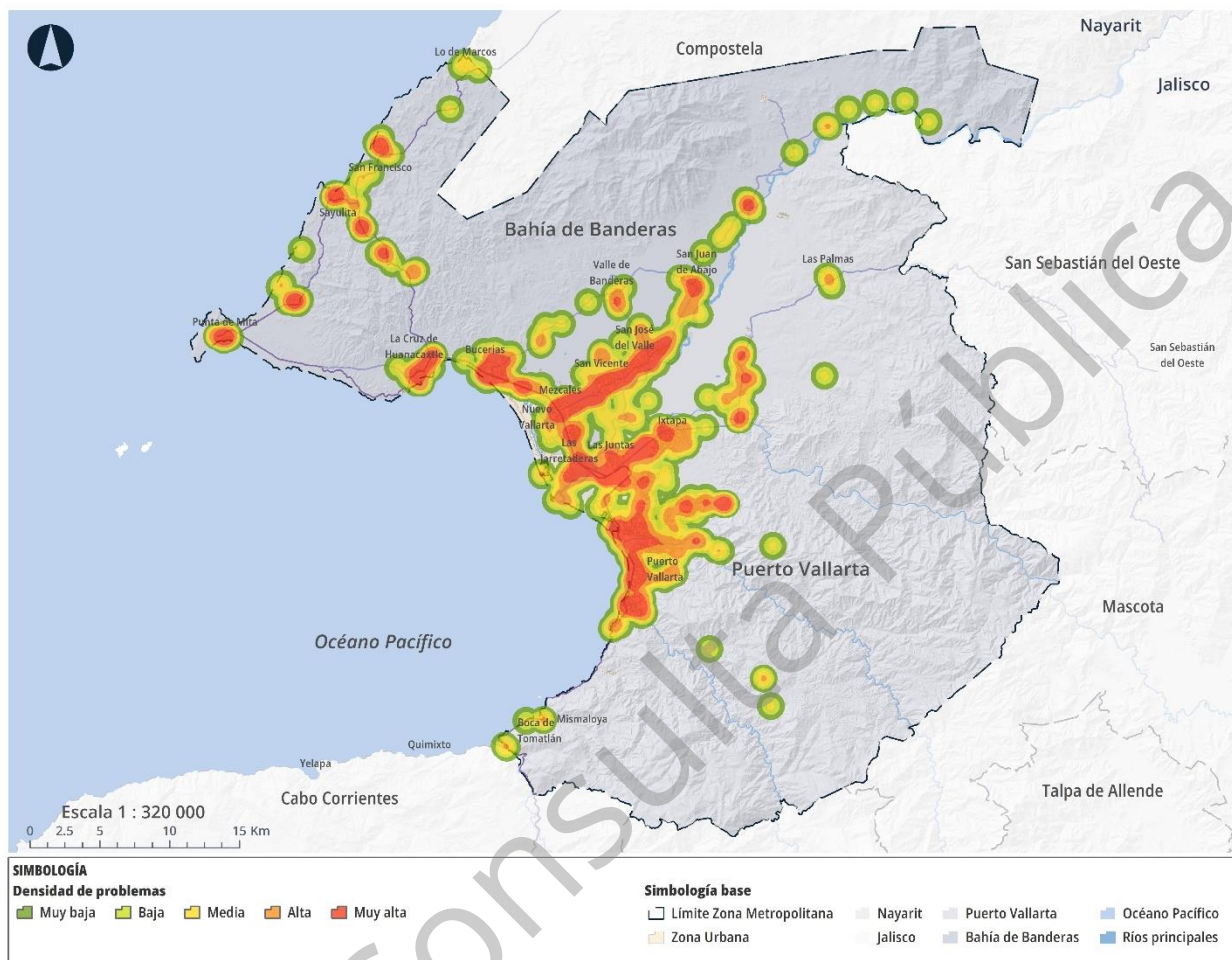 Nayarit
Compostela
Lo de Marcos
Jalisco
San Francisco
Sayulita
Bahía de Banderas
San Juan
de Abajo
Las Palmas
San Sebastián del Oeste
Valle de
Banderas
Punta de Mita
La Cruz de
Huanacaxtle
Bucerías
San José
del Valle
San Vicente
San Sebastián
del Oeste
Mezcales
Nuevo
Vallarta
Ixtapa
Las
Jarretaderas
Las Juntas
Puerto
Vallarta
Puerto Vallarta
Mascota
Océano Pacífico
Boca de
Tomatlán
Mismaloya
Quimixto
Yelapa
Cabo Corrientes
Talpa de Allende
Escala 1 : 320 000
0 2.5 5 10 15 Km
Consulta Pública
SIMBOLOGÍA
Densidad de problemas
Muy baja Baja Media Alta Muy alta
Simbología base
Límite Zona Metropolitana Nayarit Puerto Vallarta Océano Pacífico
Zona Urbana Jalisco Bahía de Banderas Ríos principales